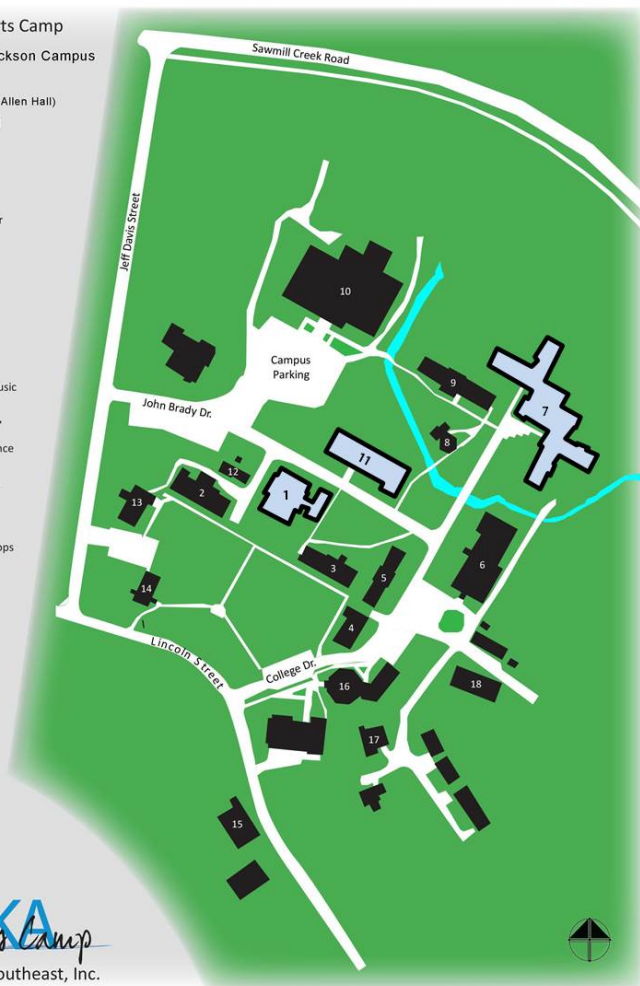 rts Camp
ckson Campus
Allen Hall)
r
usic
nce
ops
Sawmill Creek Road
Jeff Davis Street
10
Campus
Parking
9
7
John Brady Dr.
8
11
12
2
1
13
3
5
6
14
4
Lincoln Street
College Dr.
16
18
17
15
KA
s Camp
outheast, Inc.